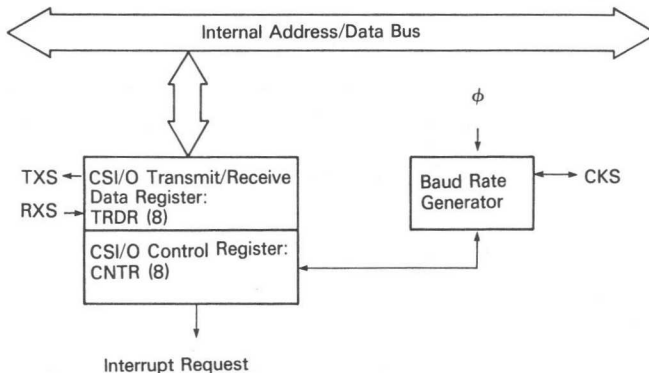 Internal Address/Data Bus
ϕ
TXS
RXS
CSI/O Transmit/Receive
Data Register:
TRDR (8)
Baud Rate
Generator
CKS
CSI/O Control Register:
CNTR (8)
Interrupt Request